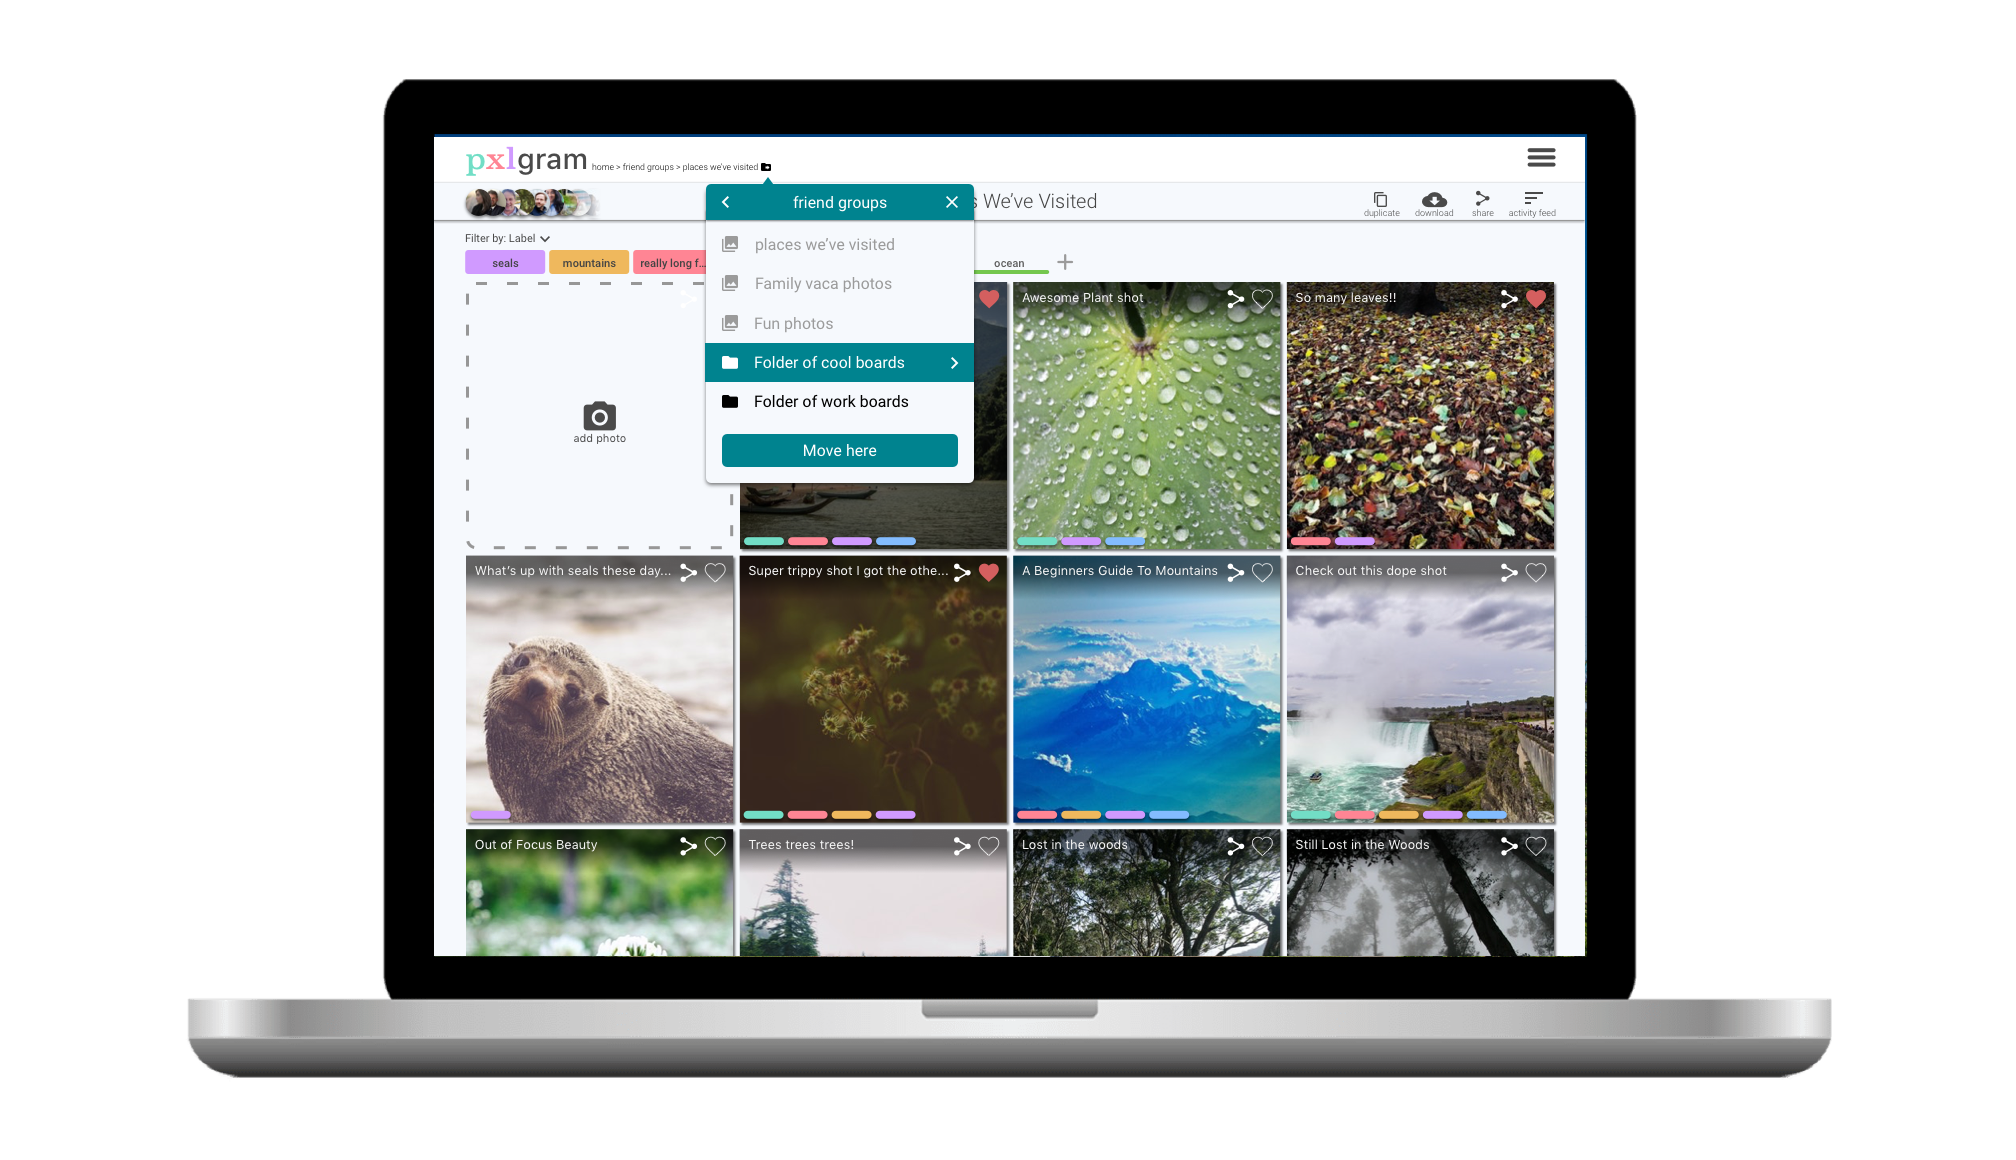 pxlgram home > friend groups > places we've visited
friend groups
s We've Visited
duplicate
download
share
activity feed
Filter by: Label
seals
mountains
really long f...
ocean
places we've visited
Family vaca photos
Fun photos
Folder of cool boards
Folder of work boards
Move here
add photo
Awesome Plant shot
So many leaves!!
What's up with seals these day...
Super trippy shot I got the othe...
A Beginners Guide To Mountains
Check out this dope shot
Out of Focus Beauty
Trees trees trees!
Lost in the woods
Still Lost in the Woods